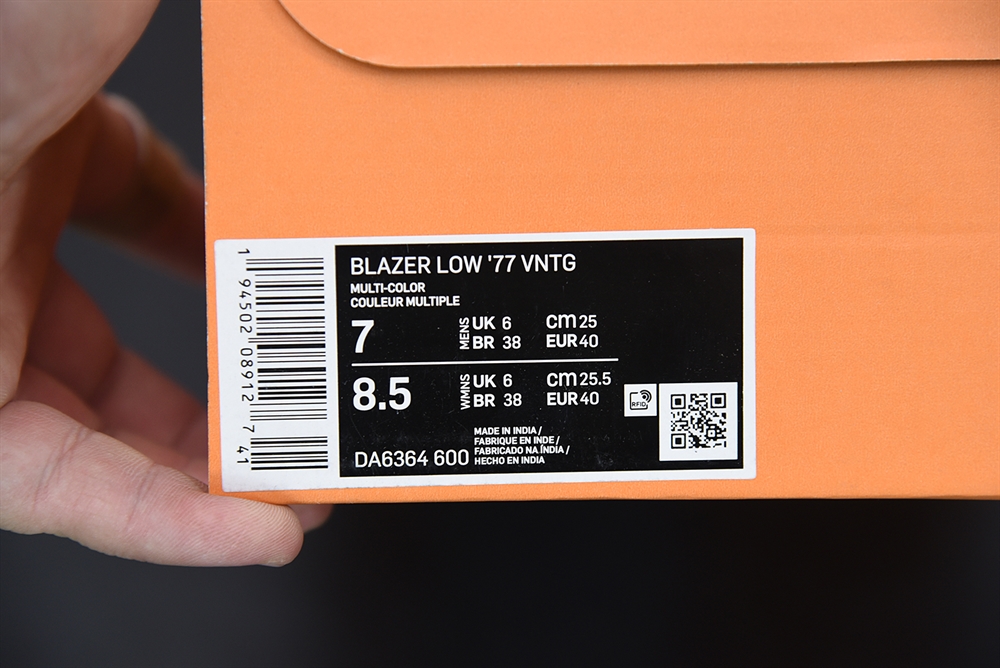 1 94502 08912 7 41
BLAZER LOW '77 VNTG
MULTI-COLOR
COULEUR MULTIPLE
7 MENS UK 6 cm 25
BR 38 EUR 40
8.5 WMNS UK 6 cm 25.5
BR 38 EUR 40
RFID
MADE IN INDIA /
FABRIQUE EN INDE /
FABRICADO NA ÍNDIA /
DA6364 600 HECHO EN INDIA